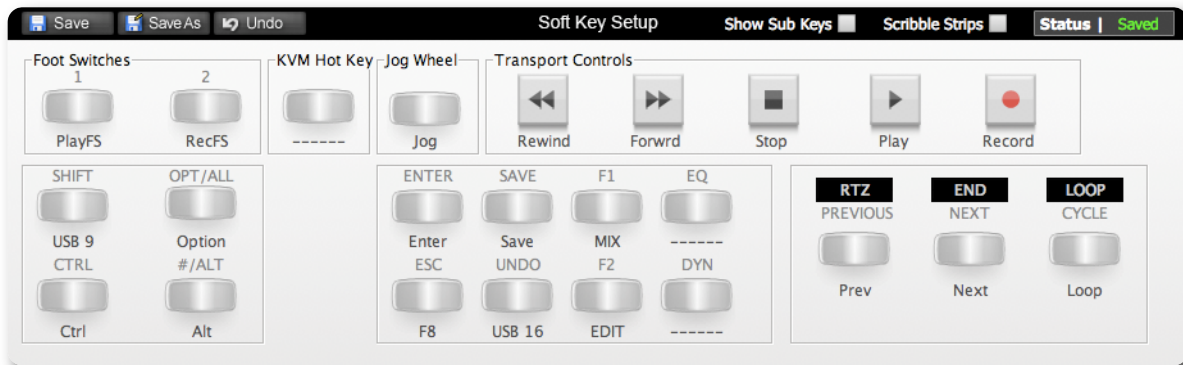 Save Save As Undo Soft Key Setup Show Sub Keys Scribble Strips Status | Saved
Foot Switches KVM Hot Key Jog Wheel Transport Controls
1 2
PlayFS RecFS ------ Jog Rewind Forwrd Stop Play Record
SHIFT OPT/ALL ENTER SAVE F1 EQ RTZ END LOOP
PREVIOUS NEXT CYCLE
USB 9 Option Enter Save MIX ------
CTRL #/ALT ESC UNDO F2 DYN
Prev Next Loop
Ctrl Alt F8 USB 16 EDIT ------